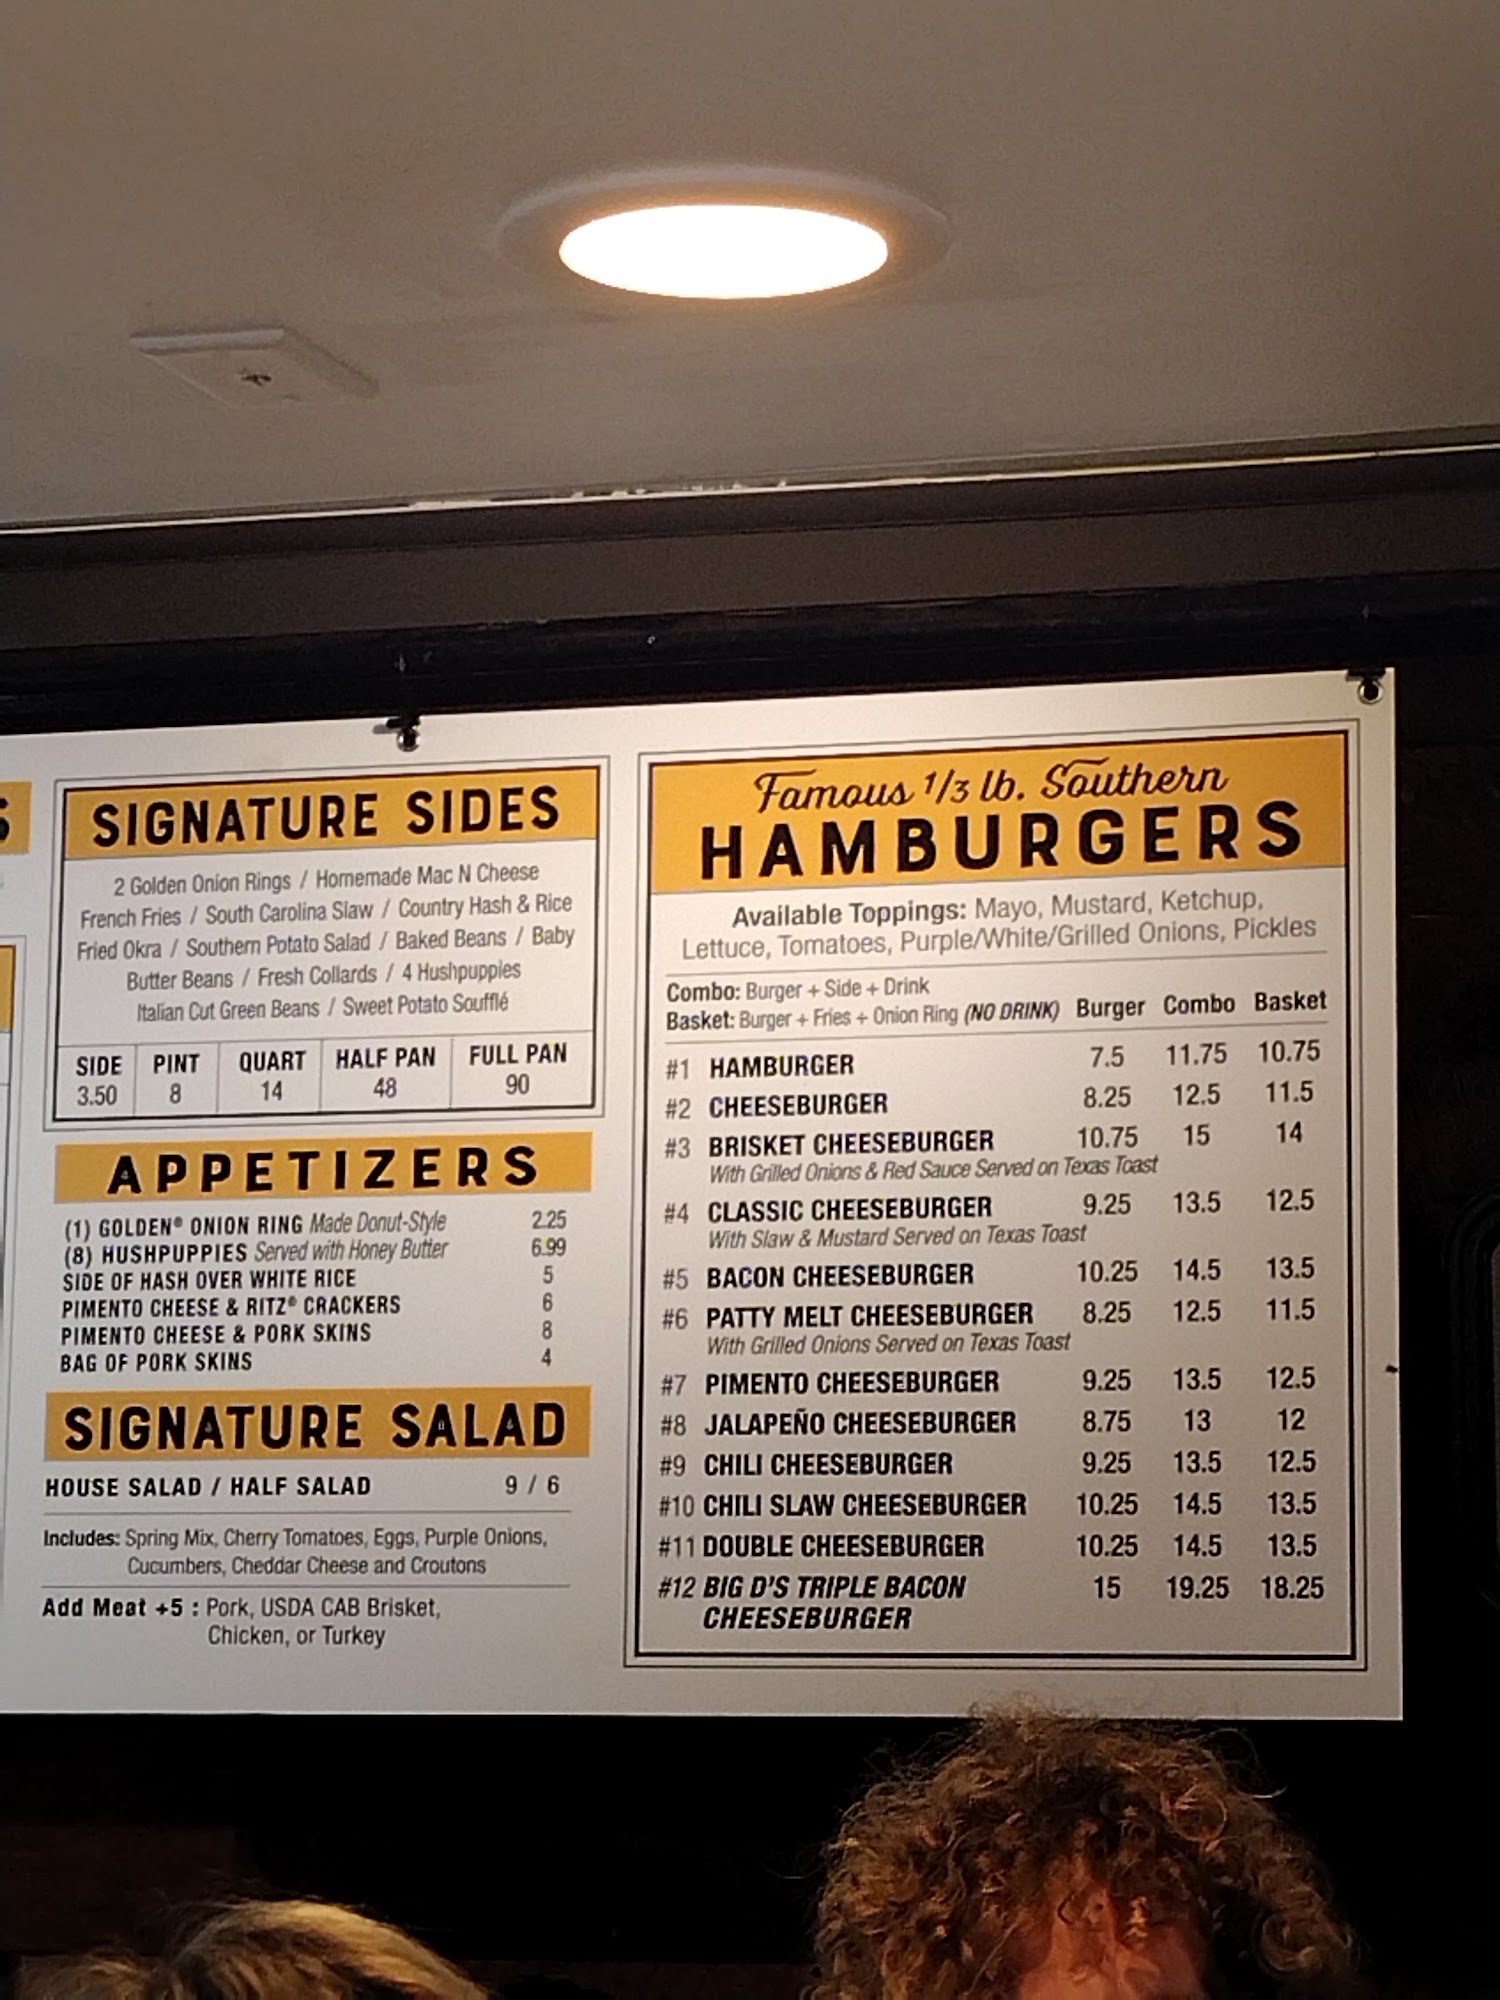 S
SIGNATURE SIDES
2 Golden Onion Rings / Homemade Mac N Cheese
French Fries / South Carolina Slaw / Country Hash & Rice
Fried Okra / Southern Potato Salad / Baked Beans / Baby
Butter Beans / Fresh Collards / 4 Hushpuppies
Italian Cut Green Beans / Sweet Potato Soufflé
SIDE PINT QUART HALF PAN FULL PAN
3.50 8 14 48 90
APPETIZERS
(1) GOLDEN® ONION RING Made Donut-Style 2.25
(8) HUSHPUPPIES Served with Honey Butter 6.99
SIDE OF HASH OVER WHITE RICE 5
PIMENTO CHEESE & RITZ® CRACKERS 6
PIMENTO CHEESE & PORK SKINS 8
BAG OF PORK SKINS 4
SIGNATURE SALAD
HOUSE SALAD / HALF SALAD 9 / 6
Includes: Spring Mix, Cherry Tomatoes, Eggs, Purple Onions,
Cucumbers, Cheddar Cheese and Croutons
Add Meat +5 : Pork, USDA CAB Brisket,
Chicken, or Turkey
Famous 1/3 lb. Southern
HAMBURGERS
Available Toppings: Mayo, Mustard, Ketchup,
Lettuce, Tomatoes, Purple/White/Grilled Onions, Pickles
Combo: Burger + Side + Drink
Basket: Burger + Fries + Onion Ring (NO DRINK) Burger Combo Basket
#1 HAMBURGER 7.5 11.75 10.75
#2 CHEESEBURGER 8.25 12.5 11.5
#3 BRISKET CHEESEBURGER 10.75 15 14
With Grilled Onions & Red Sauce Served on Texas Toast
#4 CLASSIC CHEESEBURGER 9.25 13.5 12.5
With Slaw & Mustard Served on Texas Toast
#5 BACON CHEESEBURGER 10.25 14.5 13.5
#6 PATTY MELT CHEESEBURGER 8.25 12.5 11.5
With Grilled Onions Served on Texas Toast
#7 PIMENTO CHEESEBURGER 9.25 13.5 12.5
#8 JALAPEÑO CHEESEBURGER 8.75 13 12
#9 CHILI CHEESEBURGER 9.25 13.5 12.5
#10 CHILI SLAW CHEESEBURGER 10.25 14.5 13.5
#11 DOUBLE CHEESEBURGER 10.25 14.5 13.5
#12 BIG D'S TRIPLE BACON 15 19.25 18.25
CHEESEBURGER